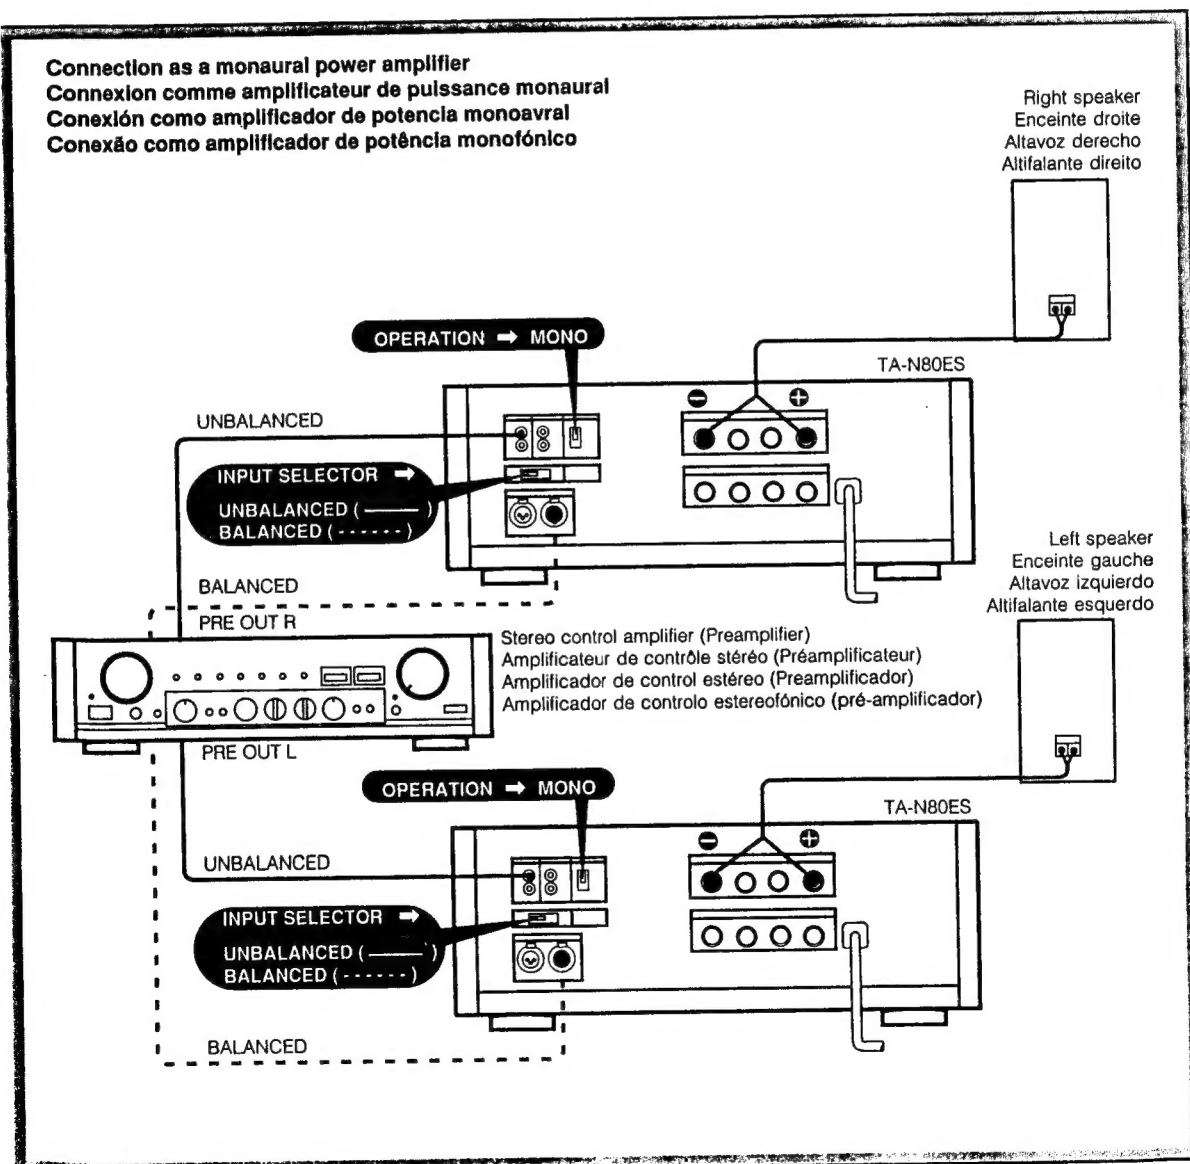 Connection as a monaural power amplifier
Connexion comme amplificateur de puissance monaural
Conexión como amplificador de potencia monoavral
Conexão como amplificador de potência monofónico
Right speaker
Enceinte droite
Altavoz derecho
Altifalante direito
OPERATION ➡ MONO
TA-N80ES
UNBALANCED
INPUT SELECTOR ➡
UNBALANCED (———)
BALANCED (------)
BALANCED
PRE OUT R
Left speaker
Enceinte gauche
Altavoz izquierdo
Altifalante esquerdo
Stereo control amplifier (Preamplifier)
Amplificateur de contrôle stéréo (Préamplificateur)
Amplificador de control estéreo (Preamplificador)
Amplificador de controlo estereofónico (pré-amplificador)
PRE OUT L
OPERATION ➡ MONO
TA-N80ES
UNBALANCED
INPUT SELECTOR ➡
UNBALANCED (———)
BALANCED (------)
BALANCED